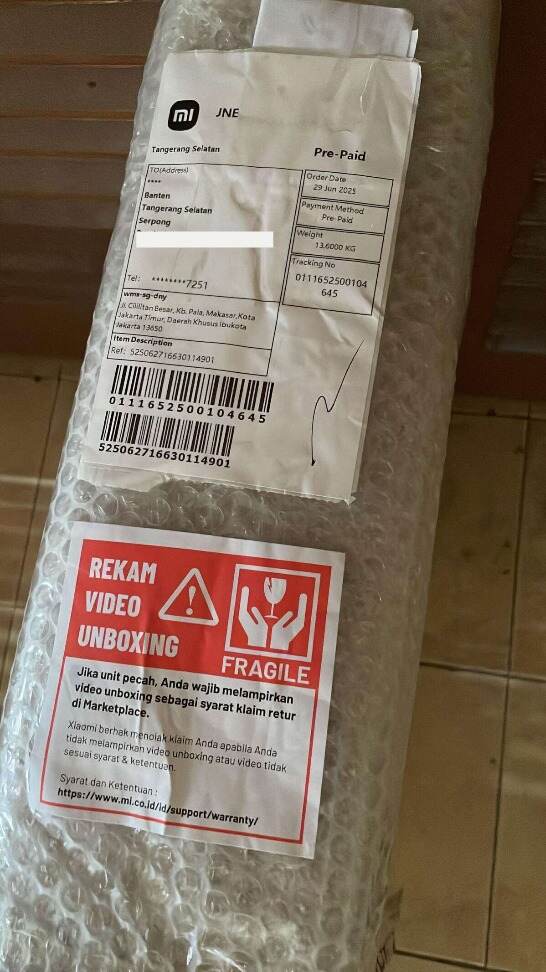 mi JNE
Tangerang Selatan
Pre-Paid
TO(Address)
****
Banten
Tangerang Selatan
Serpong
Tel: ********7251
Order Date
29 Jun 2025
Payment Method
Pre-Paid
Weight
13.6000 KG
Tracking No
0111652500104
645
wms-sg-dny
Jl. Cililitan Besar, Kb. Pala, Makasar, Kota
Jakarta Timur, Daerah Khusus Ibukota
Jakarta 13650
Item Description
Ref: 525062716630114901
0111652500104645
525062716630114901
REKAM
VIDEO
UNBOXING
FRAGILE
Jika unit pecah, Anda wajib melampirkan
video unboxing sebagai syarat klaim retur
di Marketplace.
Xiaomi berhak menolak klaim Anda apabila Anda
tidak melampirkan video unboxing atau video tidak
sesuai syarat & ketentuan.
Syarat dan Ketentuan :
https://www.mi.co.id/id/support/warranty/